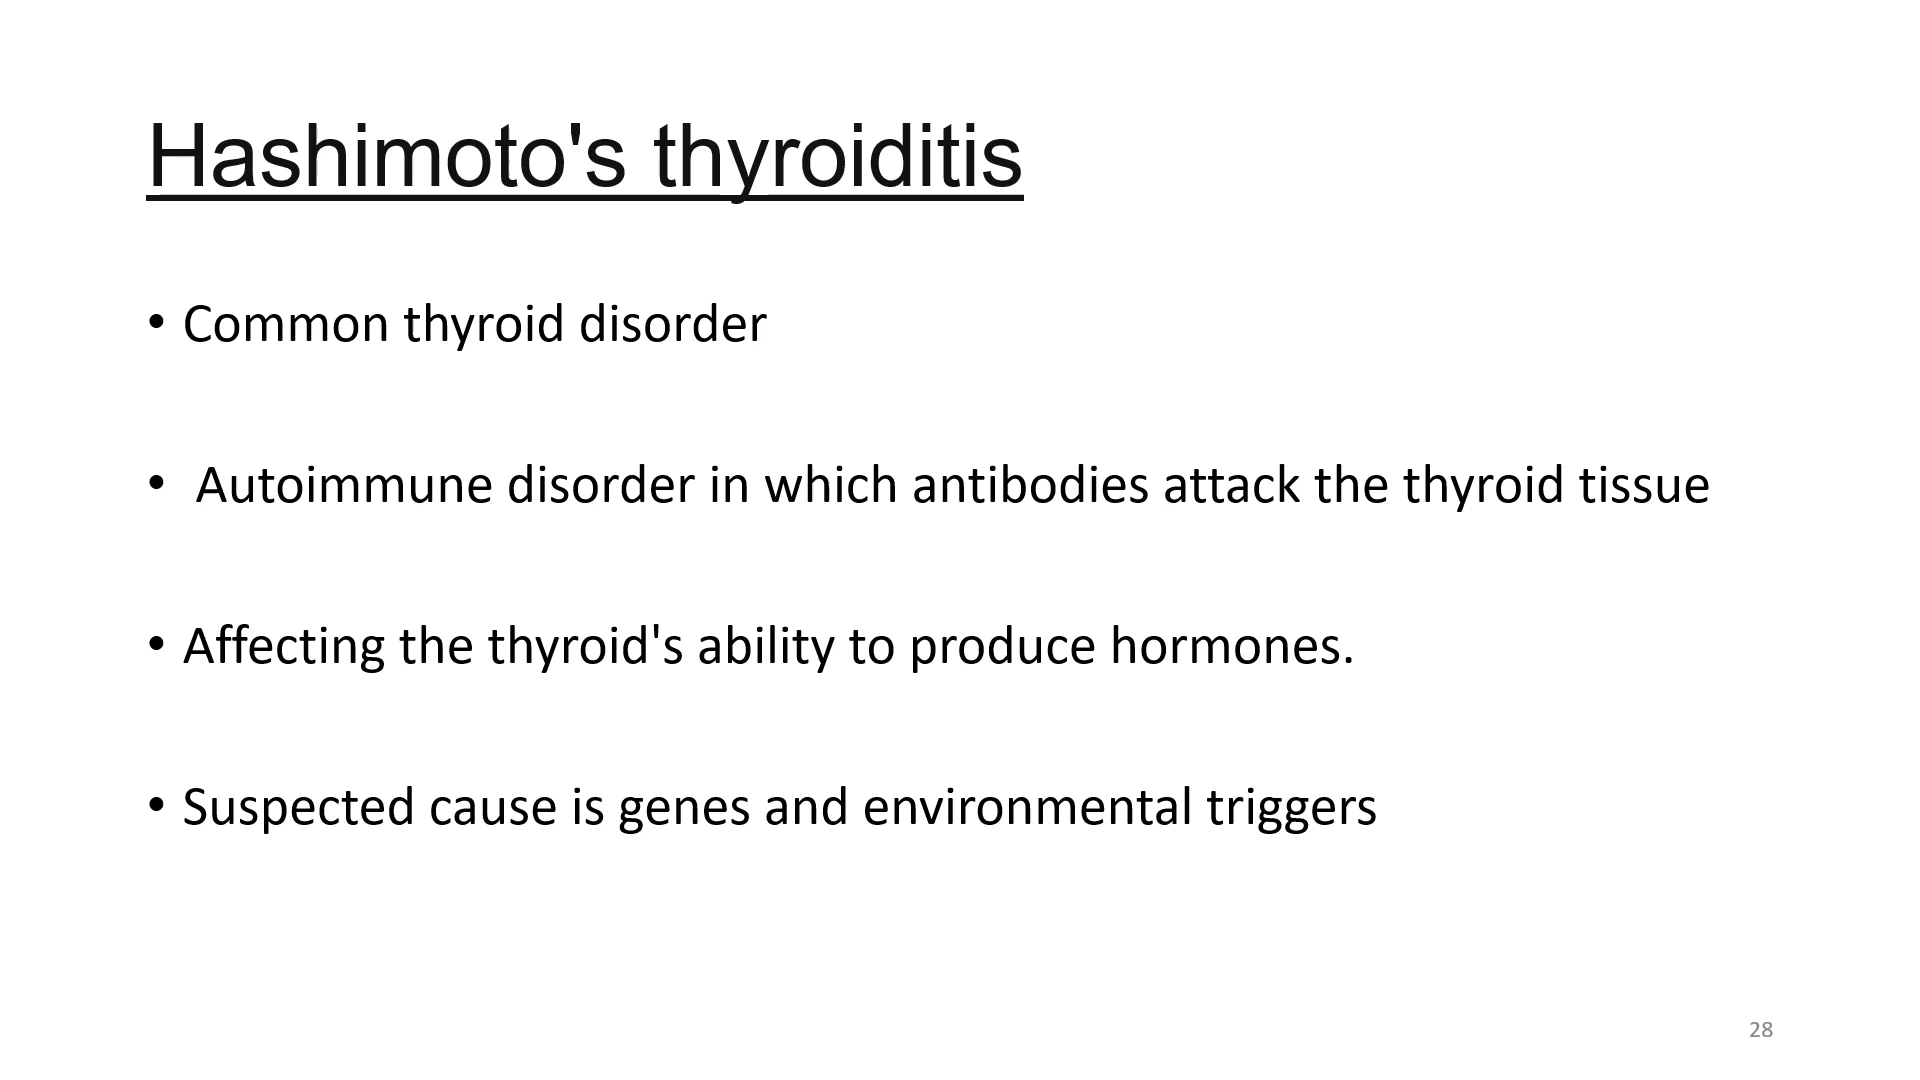 Hashimoto's thyroiditis
• Common thyroid disorder
• Autoimmune disorder in which antibodies attack the thyroid tissue
• Affecting the thyroid's ability to produce hormones.
• Suspected cause is genes and environmental triggers
28